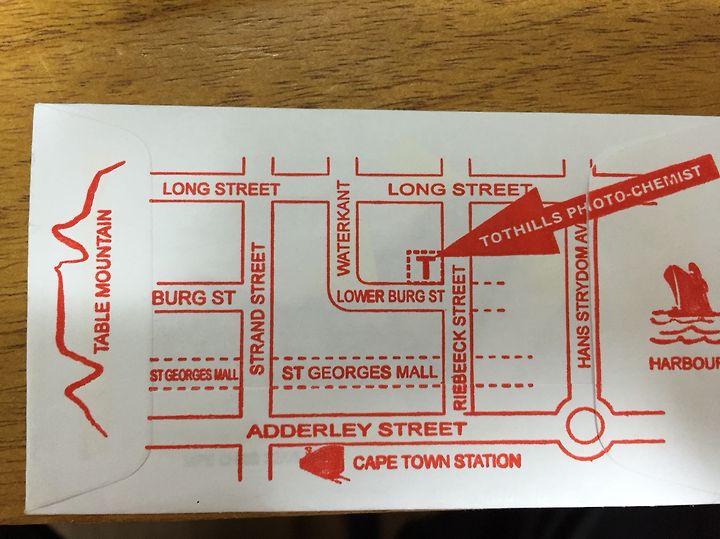 LONG STREET
LONG STREET
TOTHILLS PHOTO-CHEMIST
TABLE MOUNTAIN
STRAND STREET
WATERKANT
T
HANS STRYDOM AV
BURG ST
LOWER BURG ST
RIEBEECK STREET
HARBOUR
ST GEORGES MALL
ST GEORGES MALL
ADDERLEY STREET
CAPE TOWN STATION